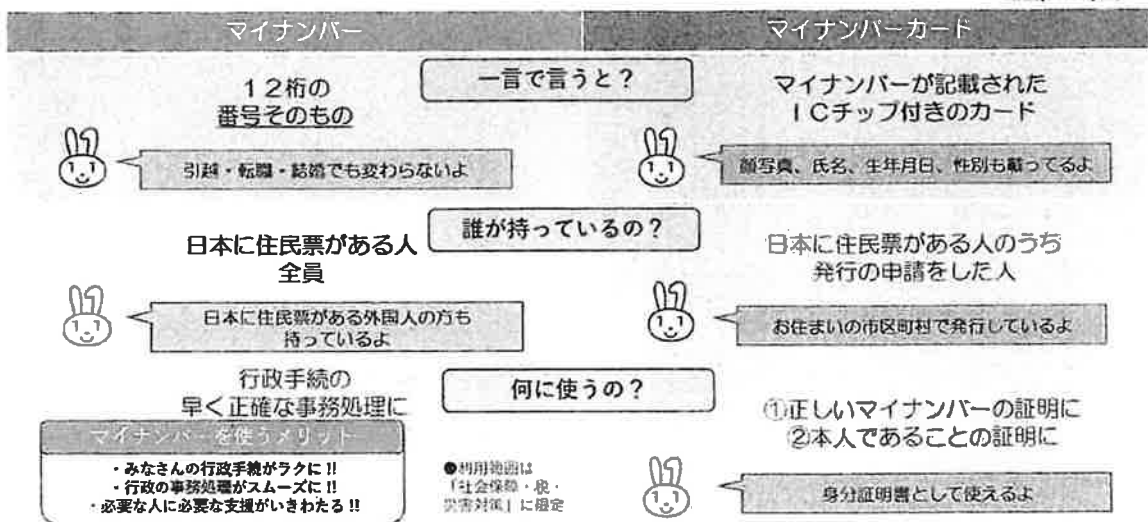 マイナンバー
マイナンバーカード
一言で言うと？
12桁の
番号そのもの
引越・転職・結婚でも変わらないよ
マイナンバーが記載された
ICチップ付きのカード
顔写真、氏名、生年月日、性別も載ってるよ
誰が持っているの？
日本に住民票がある人
全員
日本に住民票がある外国人の方も
持っているよ
日本に住民票がある人のうち
発行の申請をした人
お住まいの市区町村で発行しているよ
何に使うの？
行政手続の
早く正確な事務処理に
マイナンバーを使うメリット
・みなさんの行政手続がラクに!!
・行政の事務処理がスムーズに!!
・必要な人に必要な支援がいきわたる!!
●利用範囲は
「社会保障・税・
災害対策」に限定
①正しいマイナンバーの証明に
②本人であることの証明に
身分証明書として使えるよ